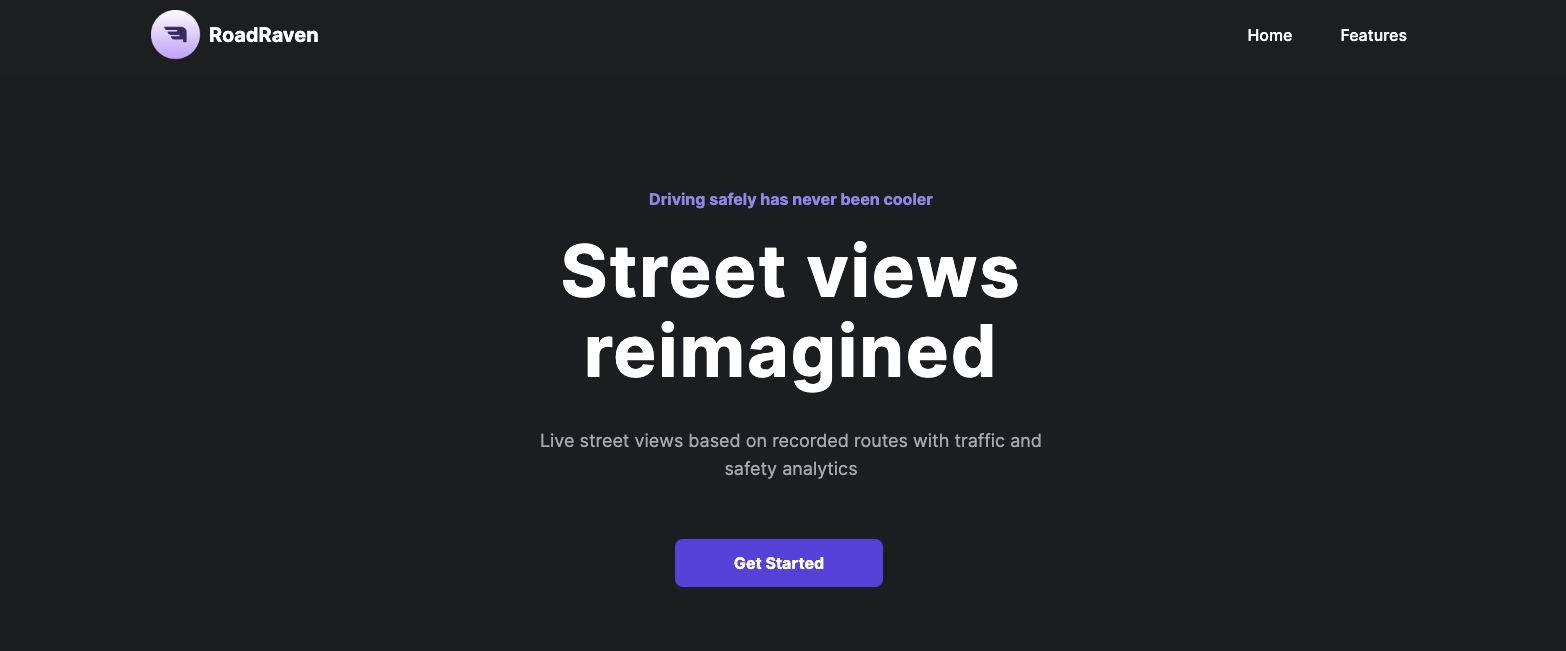 RoadRaven
Home
Features
Driving safely has never been cooler
Street views
reimagined
Live street views based on recorded routes with traffic and
safety analytics
Get Started